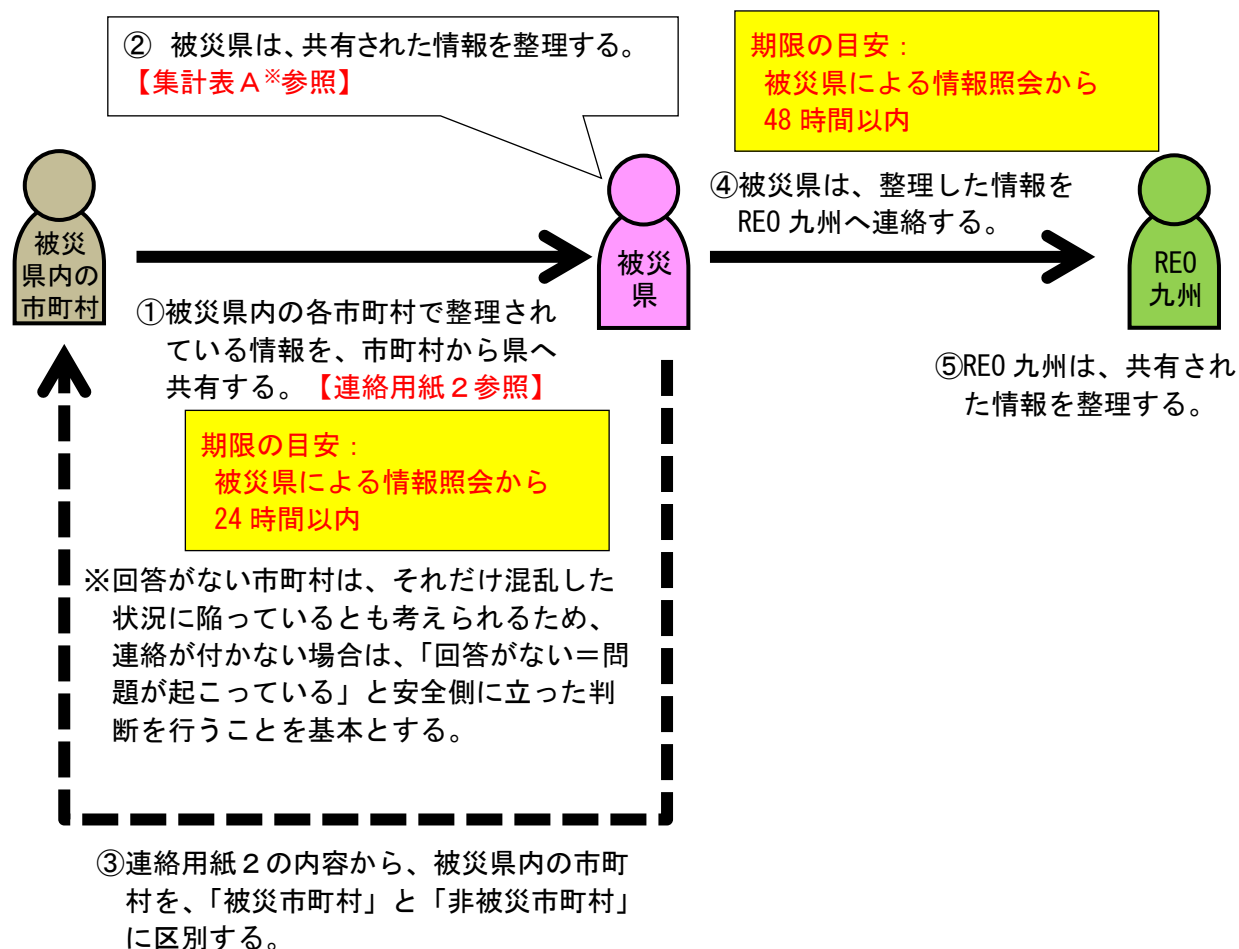 ② 被災県は、共有された情報を整理する。
【集計表A※参照】
期限の目安：
被災県による情報照会から
48 時間以内
被災
県内の
市町村
被災
県
REO
九州
④被災県は、整理した情報を
REO 九州へ連絡する。
①被災県内の各市町村で整理され
ている情報を、市町村から県へ
共有する。【連絡用紙２参照】
期限の目安：
被災県による情報照会から
24 時間以内
⑤REO 九州は、共有され
た情報を整理する。
※回答がない市町村は、それだけ混乱した
状況に陥っているとも考えられるため、
連絡が付かない場合は、「回答がない＝問
題が起こっている」と安全側に立った判
断を行うことを基本とする。
③連絡用紙２の内容から、被災県内の市町
村を、「被災市町村」と「非被災市町村」
に区別する。